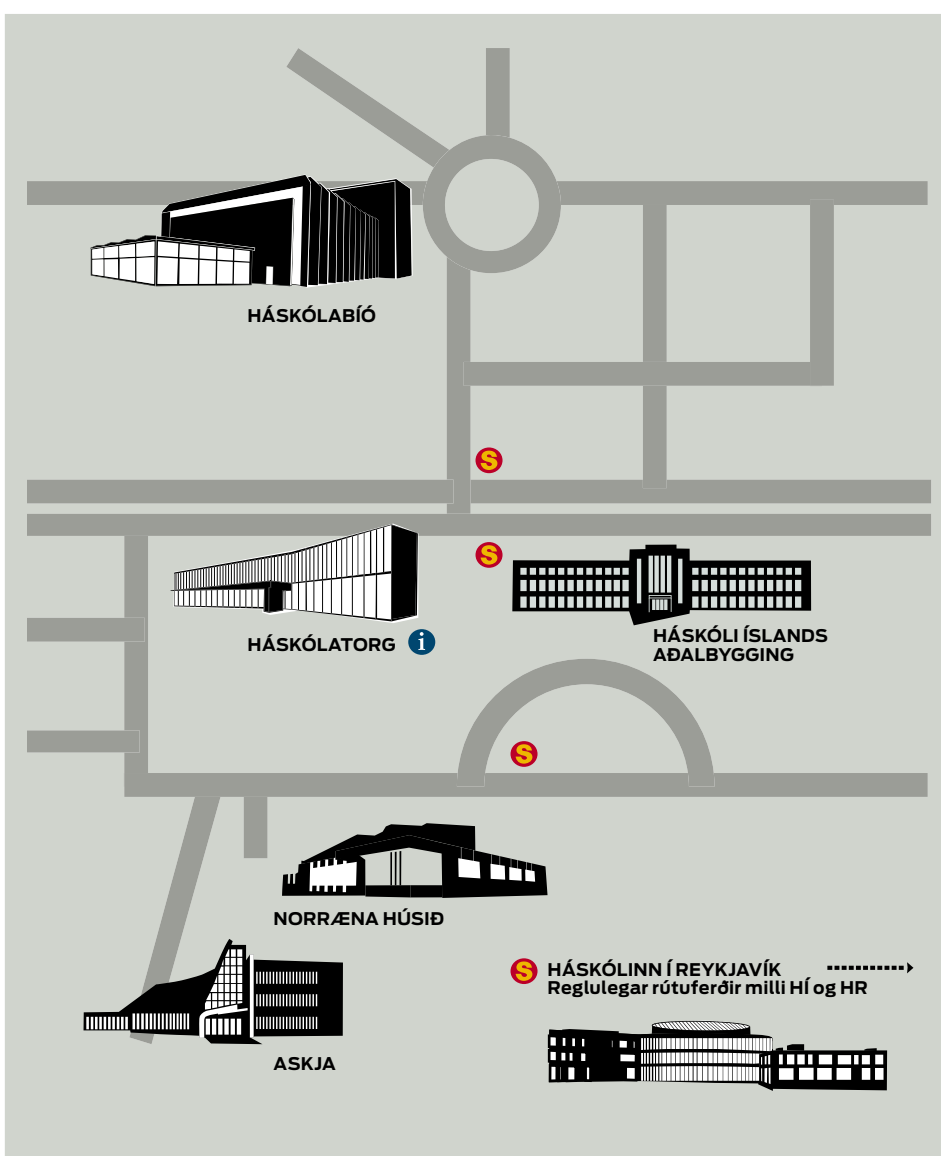 HÁSKÓLABÍÓ
S
S
HÁSKÓLATORG i
HÁSKÓLI ÍSLANDS
AÐALBYGGING
S
NORRÆNA HÚSIÐ
S HÁSKÓLINN Í REYKJAVÍK
Reglulegar rútuferðir milli HÍ og HR
ASKJA